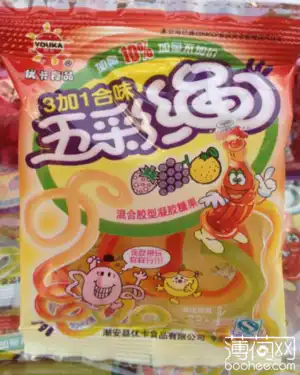 YOUKA
优卡食品
加量10%加量不加价
3加1合味
五彩绳
混合胶型凝胶糖果
潮安县优卡食品有限公司
薄荷网
boohee.com